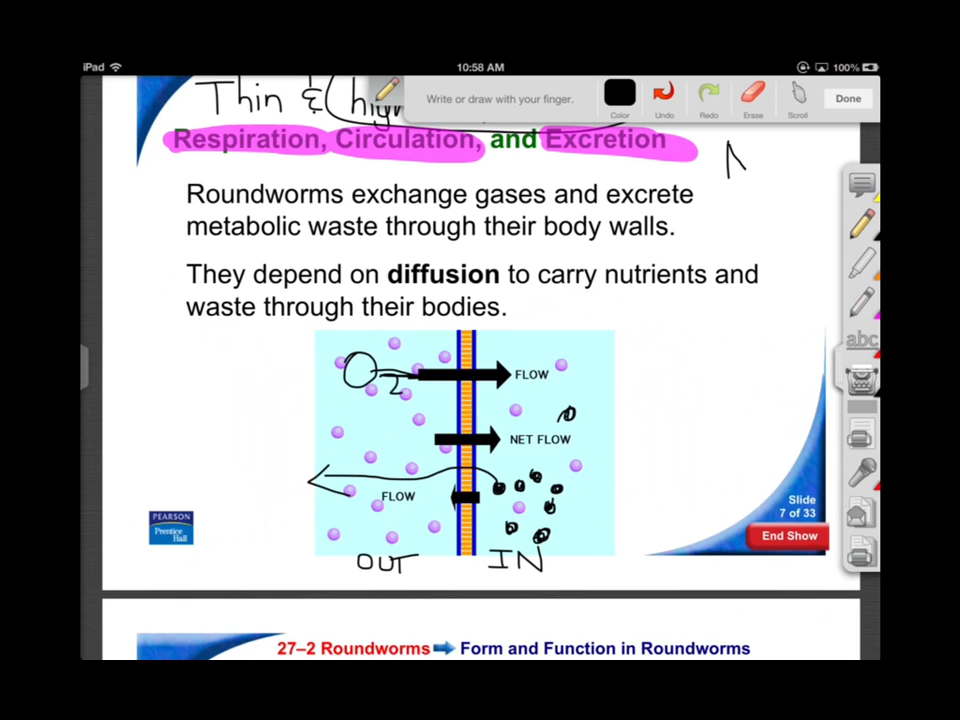 iPad 10:58 AM 100%
Thin & (high
Write or draw with your finger. Color Undo Redo Erase Scroll Done
Respiration, Circulation, and Excretion
Roundworms exchange gases and excrete
metabolic waste through their body walls.
They depend on diffusion to carry nutrients and
waste through their bodies.
abc
O2 FLOW
NET FLOW
FLOW
OUT IN
PEARSON
Prentice
Hall
Slide
7 of 33
End Show
27–2 Roundworms Form and Function in Roundworms